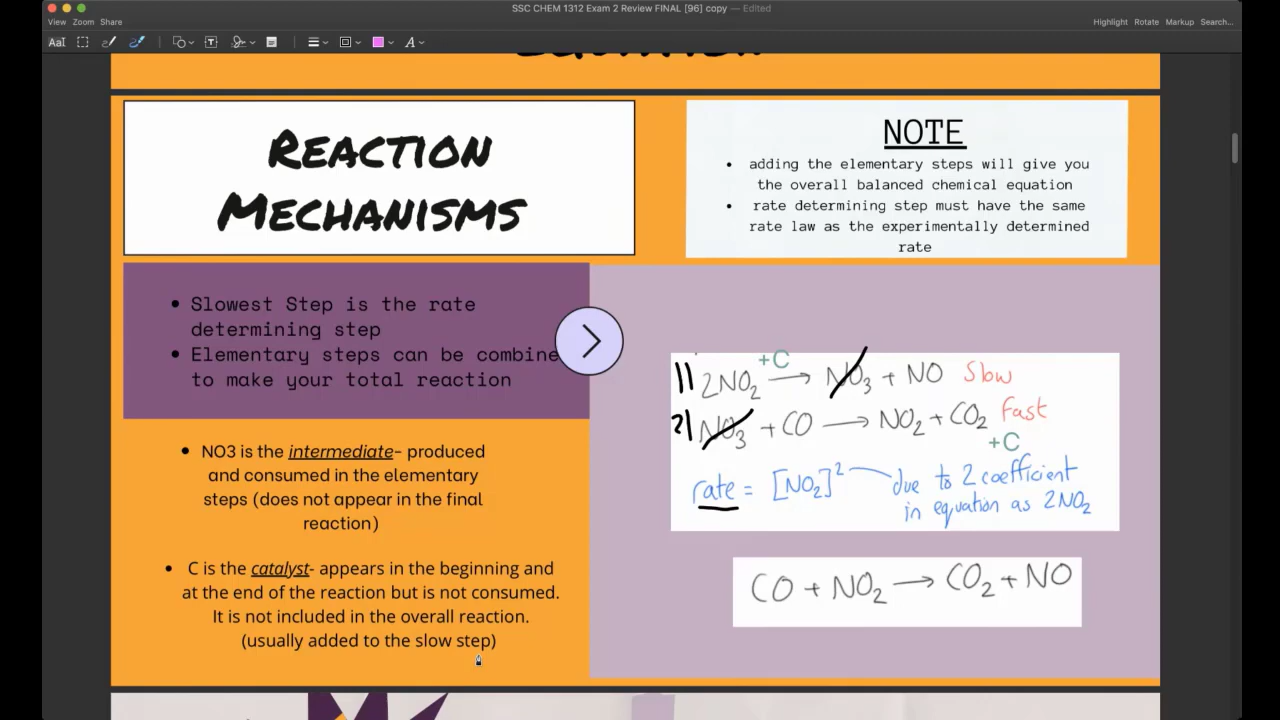 SSC CHEM 1312 Exam 2 Review FINAL [96] copy — Edited
View Zoom Share
Highlight Rotate Markup Search...
AaI
REACTION
MECHANISMS
NOTE
• adding the elementary steps will give you
the overall balanced chemical equation
• rate determining step must have the same
rate law as the experimentally determined
rate
• Slowest Step is the rate
determining step
• Elementary steps can be combine
to make your total reaction
• NO3 is the intermediate- produced
and consumed in the elementary
steps (does not appear in the final
reaction)
• C is the catalyst- appears in the beginning and
at the end of the reaction but is not consumed.
It is not included in the overall reaction.
(usually added to the slow step)
+C
1) 2NO₂ → NO₃ + NO Slow
2) NO₃ + CO → NO₂ + CO₂ Fast
+C
rate = [NO₂]² due to 2 coefficient
in equation as 2NO₂
CO + NO₂ → CO₂ + NO